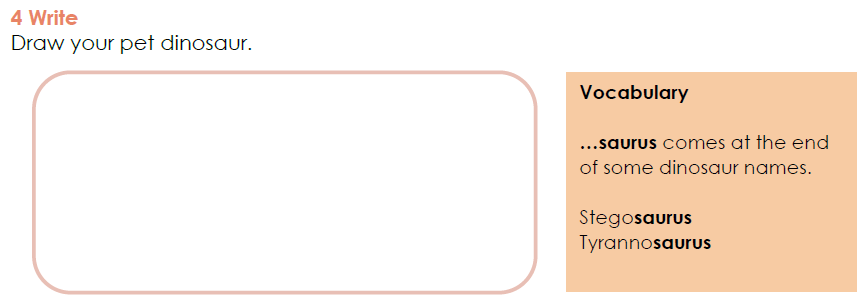 4 Write
Draw your pet dinosaur.
Vocabulary
...saurus comes at the end
of some dinosaur names.
Stegosaurus
Tyrannosaurus